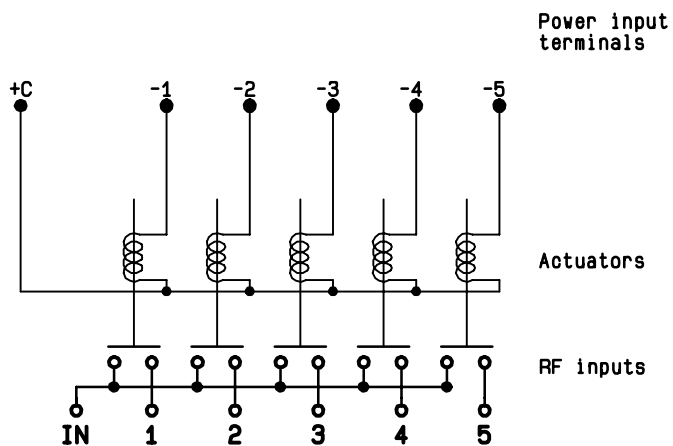 Power input
terminals
+C -1 -2 -3 -4 -5
Actuators
RF inputs
IN 1 2 3 4 5